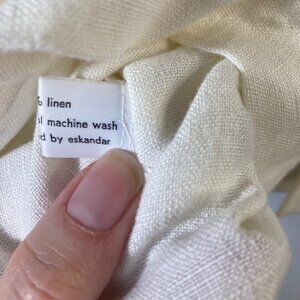 % linen
machine wash
by eskandar